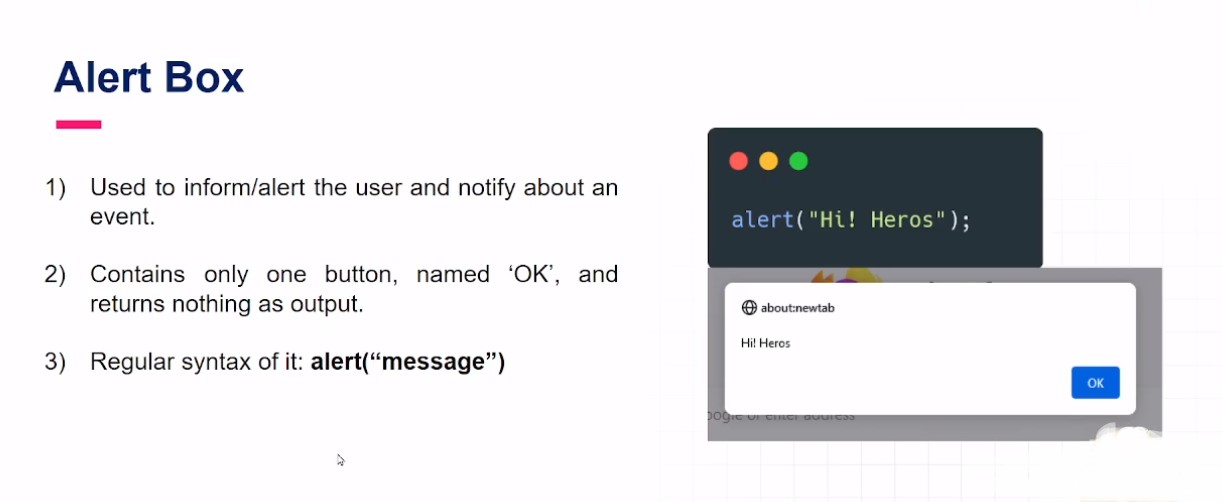 Alert Box
1) Used to inform/alert the user and notify about an
event.
2) Contains only one button, named ‘OK’, and
returns nothing as output.
3) Regular syntax of it: alert(“message”)
alert("Hi! Heros");
about:newtab
Hi! Heros
OK
or enter address